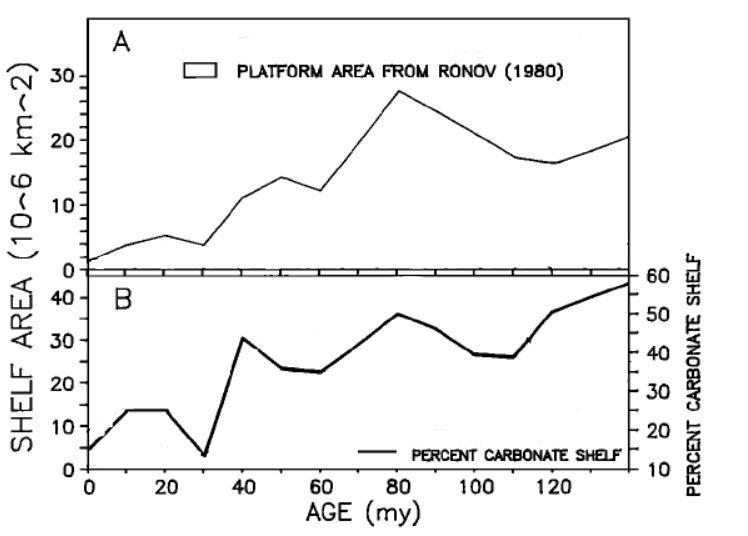 A
PLATFORM AREA FROM RONOV (1980)
30
20
10
0
SHELF AREA (10~6 km~2)
B
40
30
20
10
0
60
50
40
30
20
10
PERCENT CARBONATE SHELF
PERCENT CARBONATE SHELF
0 20 40 60 80 100 120
AGE (my)